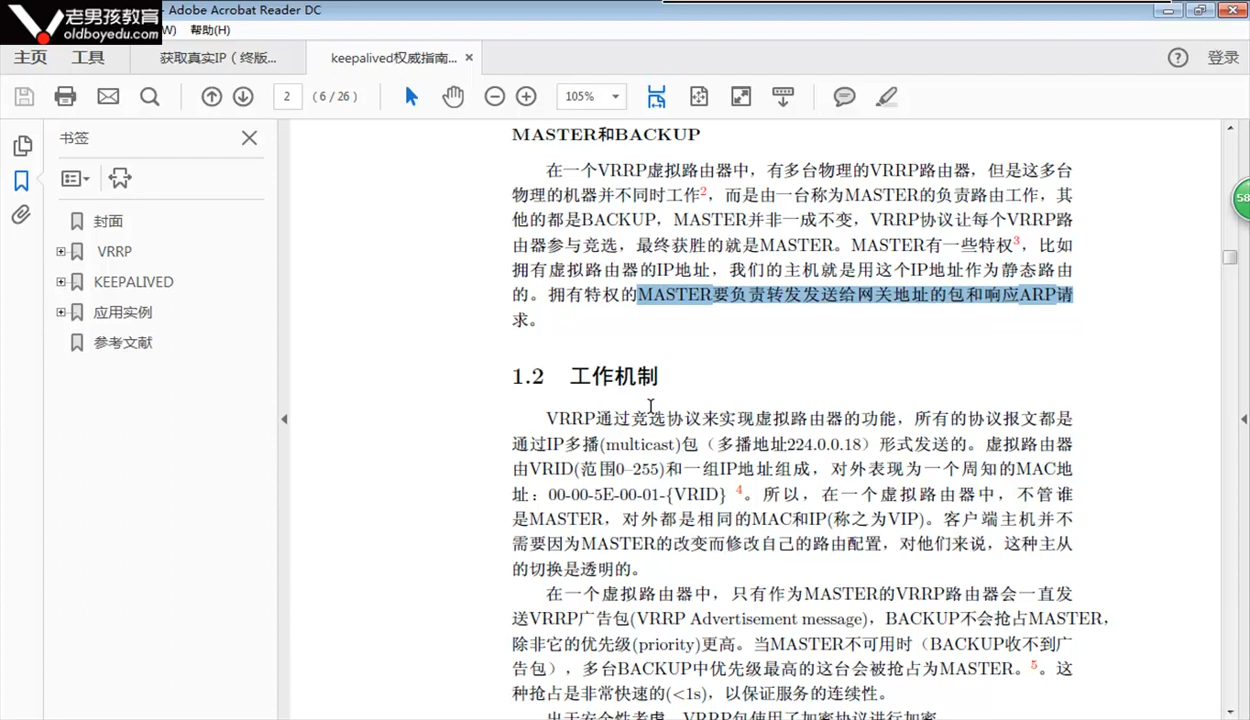 老男孩教育
oldboyedu.com
- Adobe Acrobat Reader DC
W) 帮助(H)
主页 工具 获取真实IP（终版... keepalived权威指南... × 登录
2 (6 / 26) 105%
58
书签
封面
VRRP
KEEPALIVED
应用实例
参考文献
MASTER和BACKUP
在一个VRRP虚拟路由器中，有多台物理的VRRP路由器，但是这多台
物理的机器并不同时工作2，而是由一台称为MASTER的负责路由工作，其
他的都是BACKUP，MASTER并非一成不变，VRRP协议让每个VRRP路
由器参与竞选，最终获胜的就是MASTER。MASTER有一些特权3，比如
拥有虚拟路由器的IP地址，我们的主机就是用这个IP地址作为静态路由
的。拥有特权的MASTER要负责转发发送给网关地址的包和响应ARP请
求。
1.2 工作机制
VRRP通过竞选协议来实现虚拟路由器的功能，所有的协议报文都是
通过IP多播(multicast)包（多播地址224.0.0.18）形式发送的。虚拟路由器
由VRID(范围0–255)和一组IP地址组成，对外表现为一个周知的MAC地
址：00-00-5E-00-01-{VRID} 4。所以，在一个虚拟路由器中，不管谁
是MASTER，对外都是相同的MAC和IP(称之为VIP)。客户端主机并不
需要因为MASTER的改变而修改自己的路由配置，对他们来说，这种主从
的切换是透明的。
在一个虚拟路由器中，只有作为MASTER的VRRP路由器会一直发
送VRRP广告包(VRRP Advertisement message)，BACKUP不会抢占MASTER，
除非它的优先级(priority)更高。当MASTER不可用时（BACKUP收不到广
告包），多台BACKUP中优先级最高的这台会被抢占为MASTER。5。这
种抢占是非常快速的(<1s)，以保证服务的连续性。
出于安全性考虑，VRRP包使用了加密协议进行加密